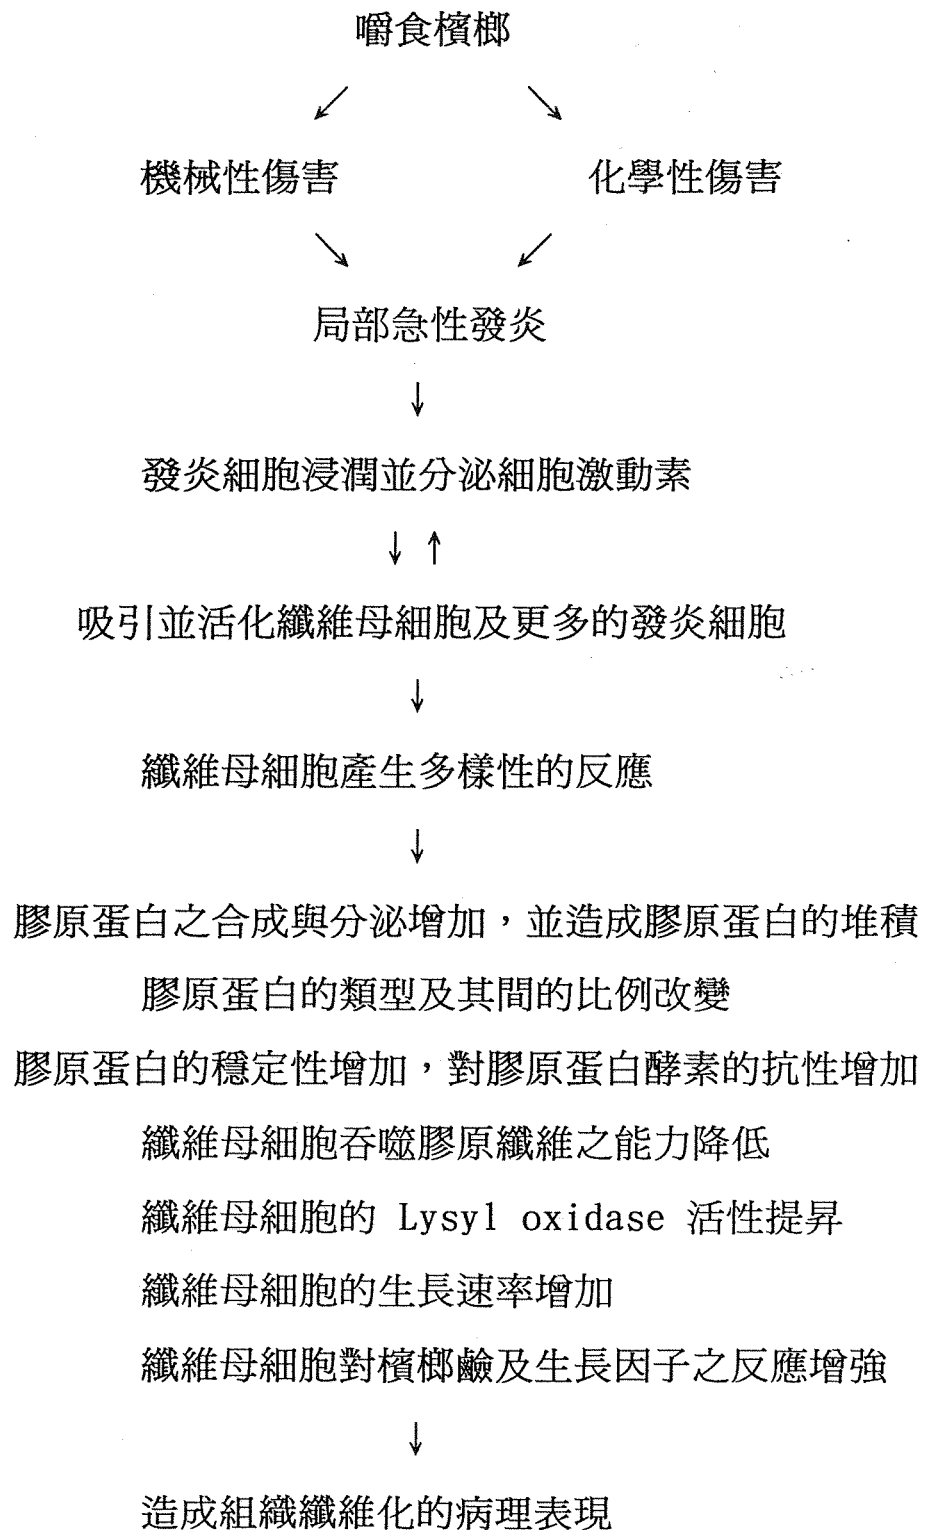 嚼食檳榔
↙ ↘
機械性傷害 化學性傷害
↘ ↙
局部急性發炎
↓
發炎細胞浸潤並分泌細胞激動素
↓ ↑
吸引並活化纖維母細胞及更多的發炎細胞
↓
纖維母細胞產生多樣性的反應
↓
膠原蛋白之合成與分泌增加，並造成膠原蛋白的堆積
膠原蛋白的類型及其間的比例改變
膠原蛋白的穩定性增加，對膠原蛋白酵素的抗性增加
纖維母細胞吞噬膠原纖維之能力降低
纖維母細胞的 Lysyl oxidase 活性提昇
纖維母細胞的生長速率增加
纖維母細胞對檳榔鹼及生長因子之反應增強
↓
造成組織纖維化的病理表現